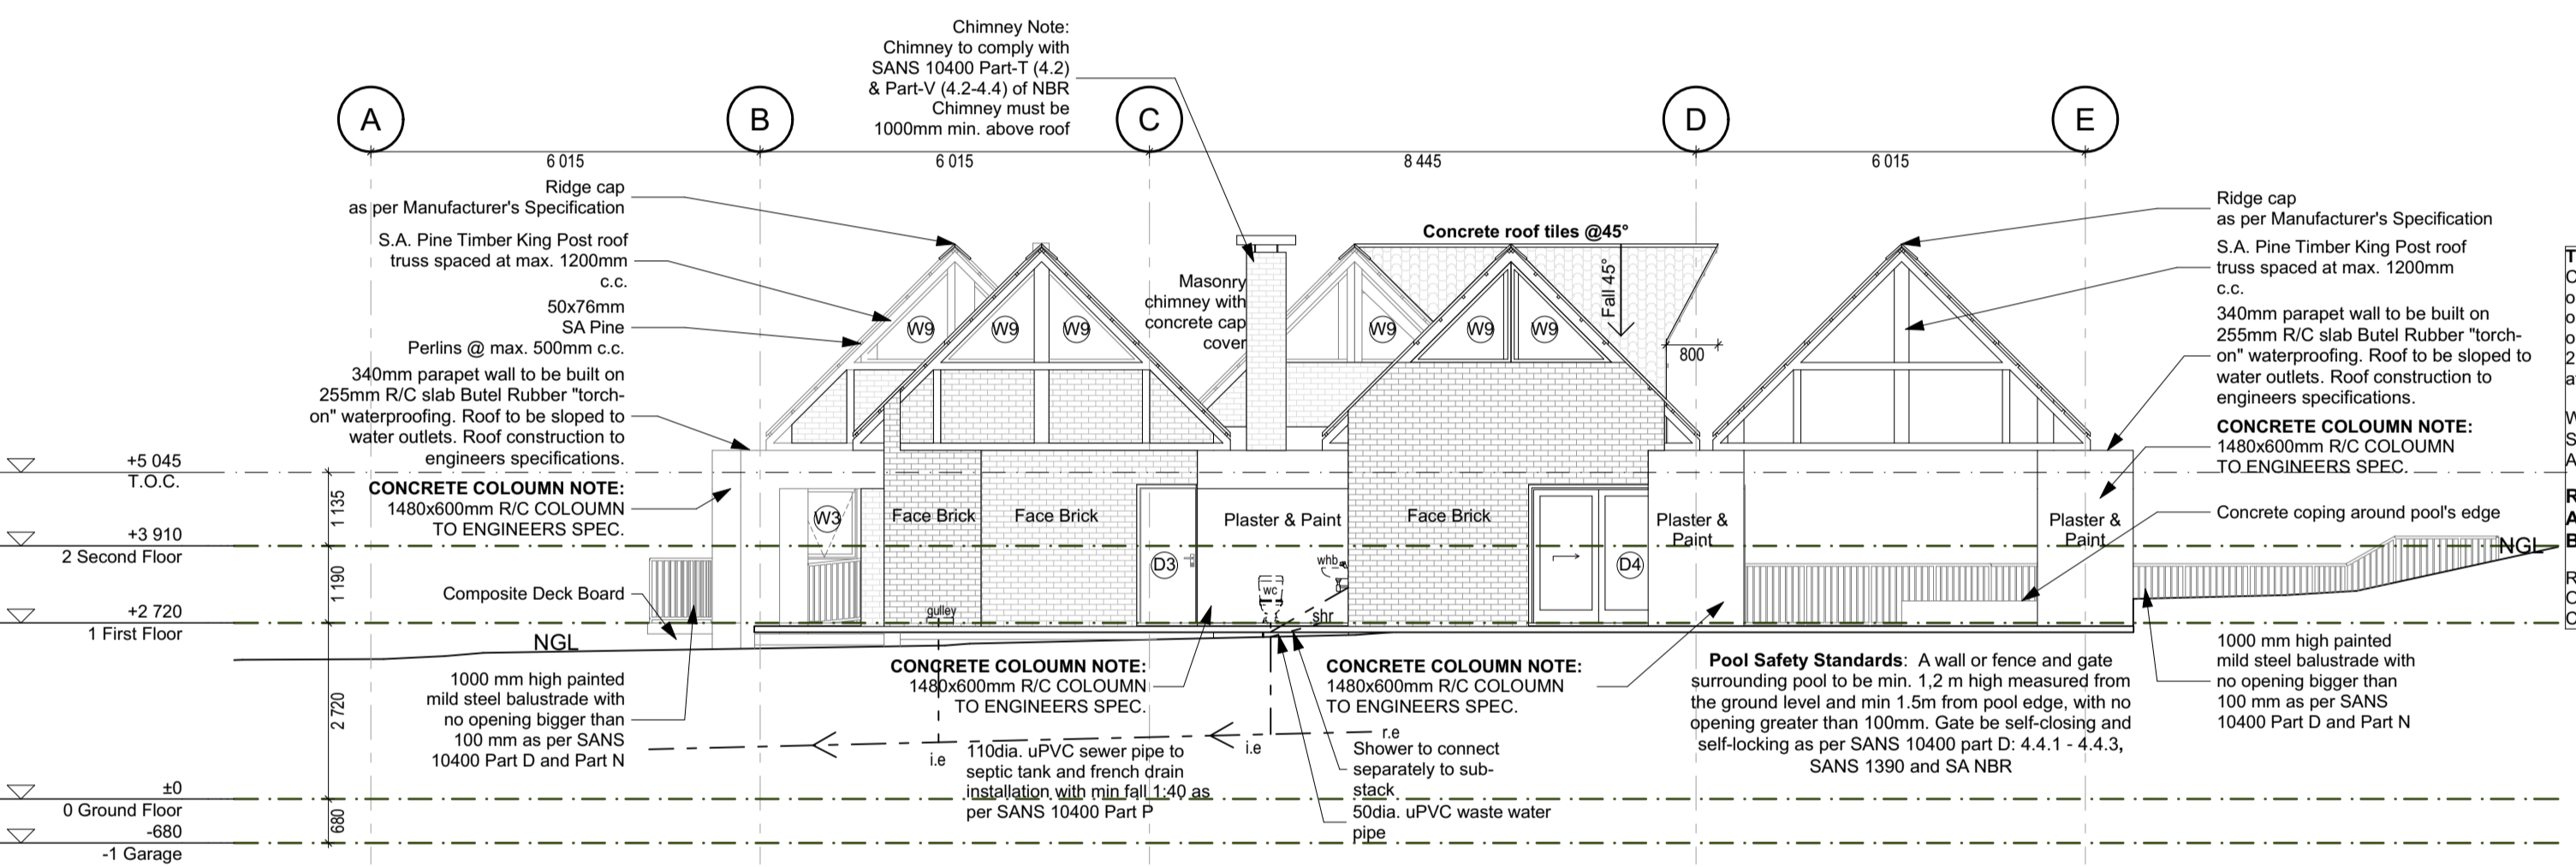 Chimney Note:
Chimney to comply with
SANS 10400 Part-T (4.2)
& Part-V (4.2-4.4) of NBR
Chimney must be
1000mm min. above roof
A
B
C
D
E
6 015
6 015
8 445
6 015
Ridge cap
as per Manufacturer's Specification
S.A. Pine Timber King Post roof
truss spaced at max. 1200mm
c.c.
50x76mm
SA Pine
Perlins @ max. 500mm c.c.
340mm parapet wall to be built on
255mm R/C slab Butel Rubber "torch-
on" waterproofing. Roof to be sloped to
water outlets. Roof construction to
engineers specifications.
CONCRETE COLOUMN NOTE:
1480x600mm R/C COLOUMN
TO ENGINEERS SPEC.
Composite Deck Board
NGL
1000 mm high painted
mild steel balustrade with
no opening bigger than
100 mm as per SANS
10400 Part D and Part N
+5 045
T.O.C.
+3 910
2 Second Floor
+2 720
1 First Floor
±0
0 Ground Floor
-680
-1 Garage
1 135
1 190
2 720
680
Concrete roof tiles @45°
Fall 45°
800
Masonry
chimney with
concrete cap
cover
W9
W9
W9
W9
W9
W9
W3
Face Brick
Face Brick
D3
Plaster & Paint
Face Brick
D4
Plaster &
Paint
Plaster &
Paint
gulley
wc
whb
shr
CONCRETE COLOUMN NOTE:
1480x600mm R/C COLOUMN
TO ENGINEERS SPEC.
CONCRETE COLOUMN NOTE:
1480x600mm R/C COLOUMN
TO ENGINEERS SPEC.
i.e
i.e
r.e
110dia. uPVC sewer pipe to
septic tank and french drain
installation with min fall 1:40 as
per SANS 10400 Part P
Shower to connect
separately to sub-
stack
50dia. uPVC waste water
pipe
Pool Safety Standards: A wall or fence and gate
surrounding pool to be min. 1,2 m high measured from
the ground level and min 1.5m from pool edge, with no
opening greater than 100mm. Gate be self-closing and
self-locking as per SANS 10400 part D: 4.4.1 - 4.4.3,
SANS 1390 and SA NBR
Ridge cap
as per Manufacturer's Specification
S.A. Pine Timber King Post roof
truss spaced at max. 1200mm
c.c.
340mm parapet wall to be built on
255mm R/C slab Butel Rubber "torch-
on" waterproofing. Roof to be sloped to
water outlets. Roof construction to
engineers specifications.
CONCRETE COLOUMN NOTE:
1480x600mm R/C COLOUMN
TO ENGINEERS SPEC.
Concrete coping around pool's edge
NGL
1000 mm high painted
mild steel balustrade with
no opening bigger than
100 mm as per SANS
10400 Part D and Part N